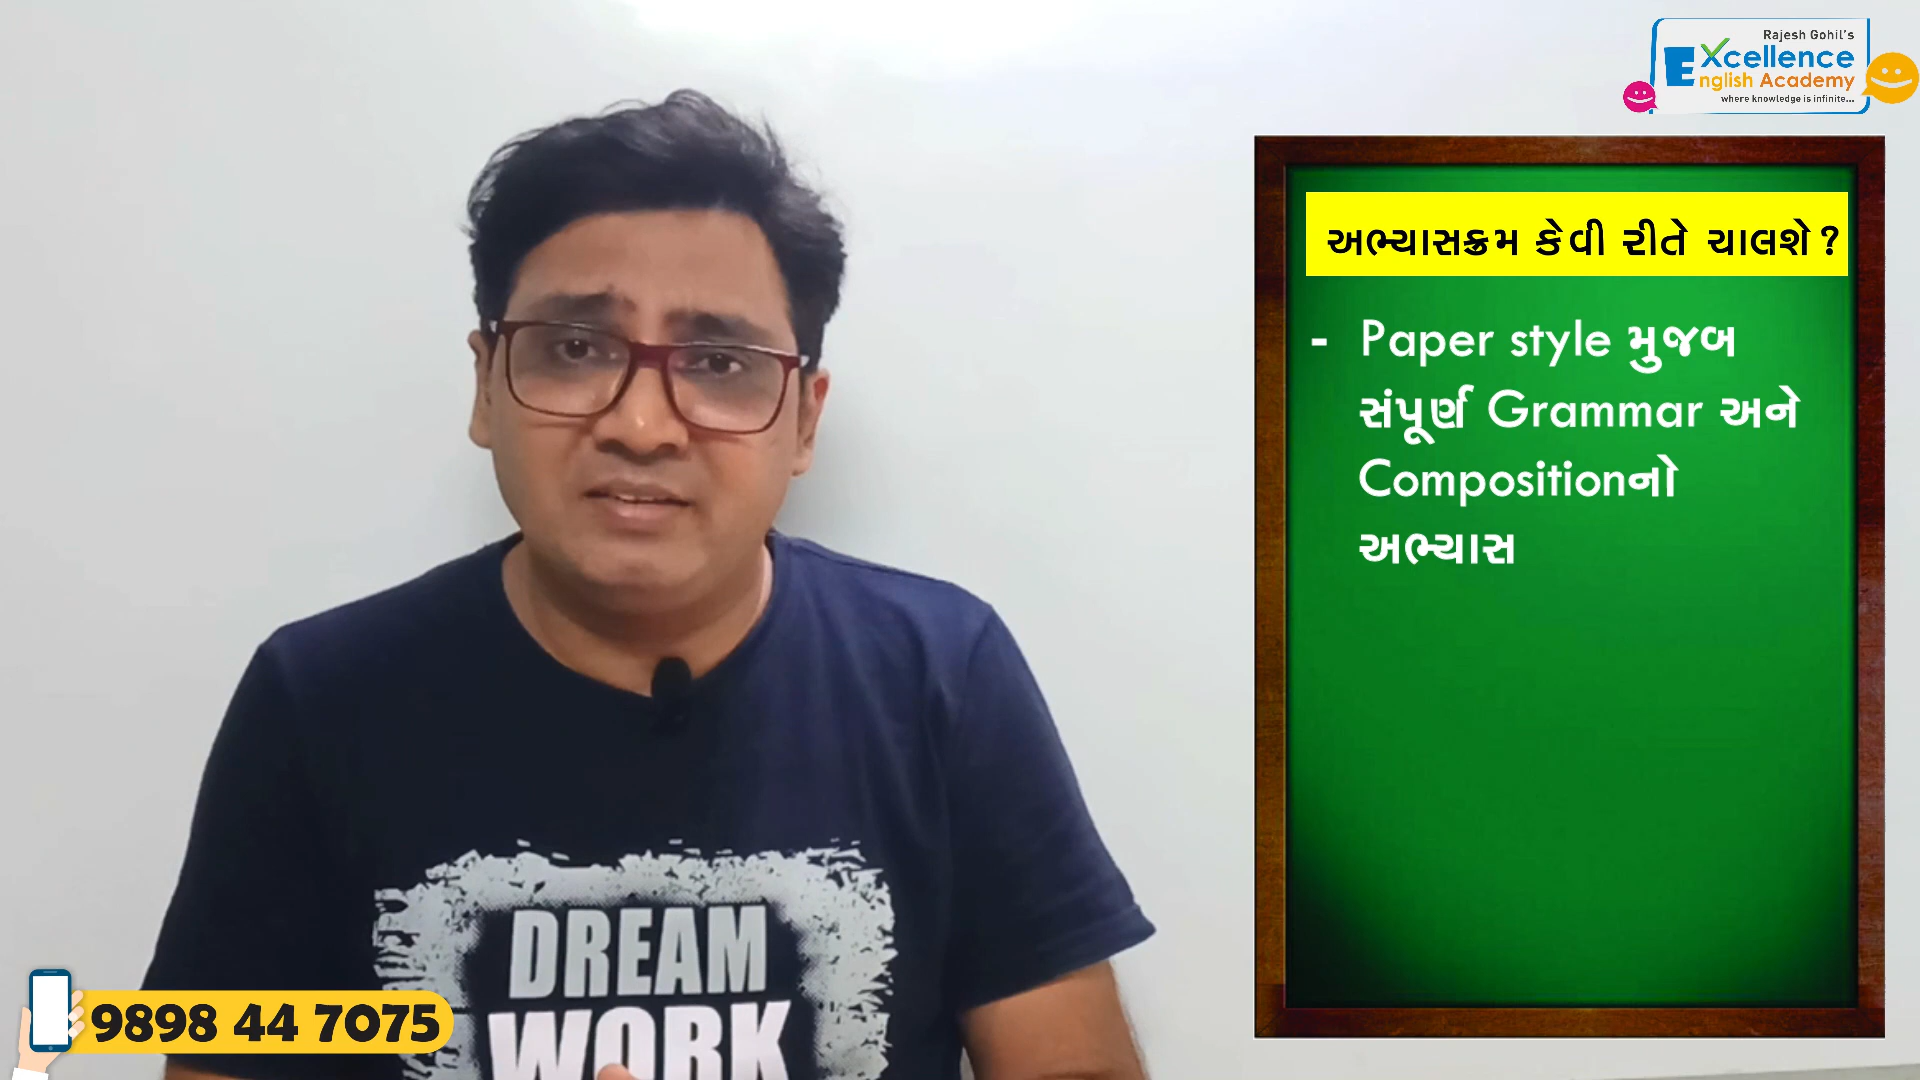 Rajesh Gohil's
EXcellence
English Academy
where knowledge is infinite...
અભ્યાસક્રમ કેવી રીતે ચાલશે ?
- Paper style મુજબ
સંપૂર્ણ Grammar અને
Compositionનો
અભ્યાસ
DREAM
WORK
9898 44 7075